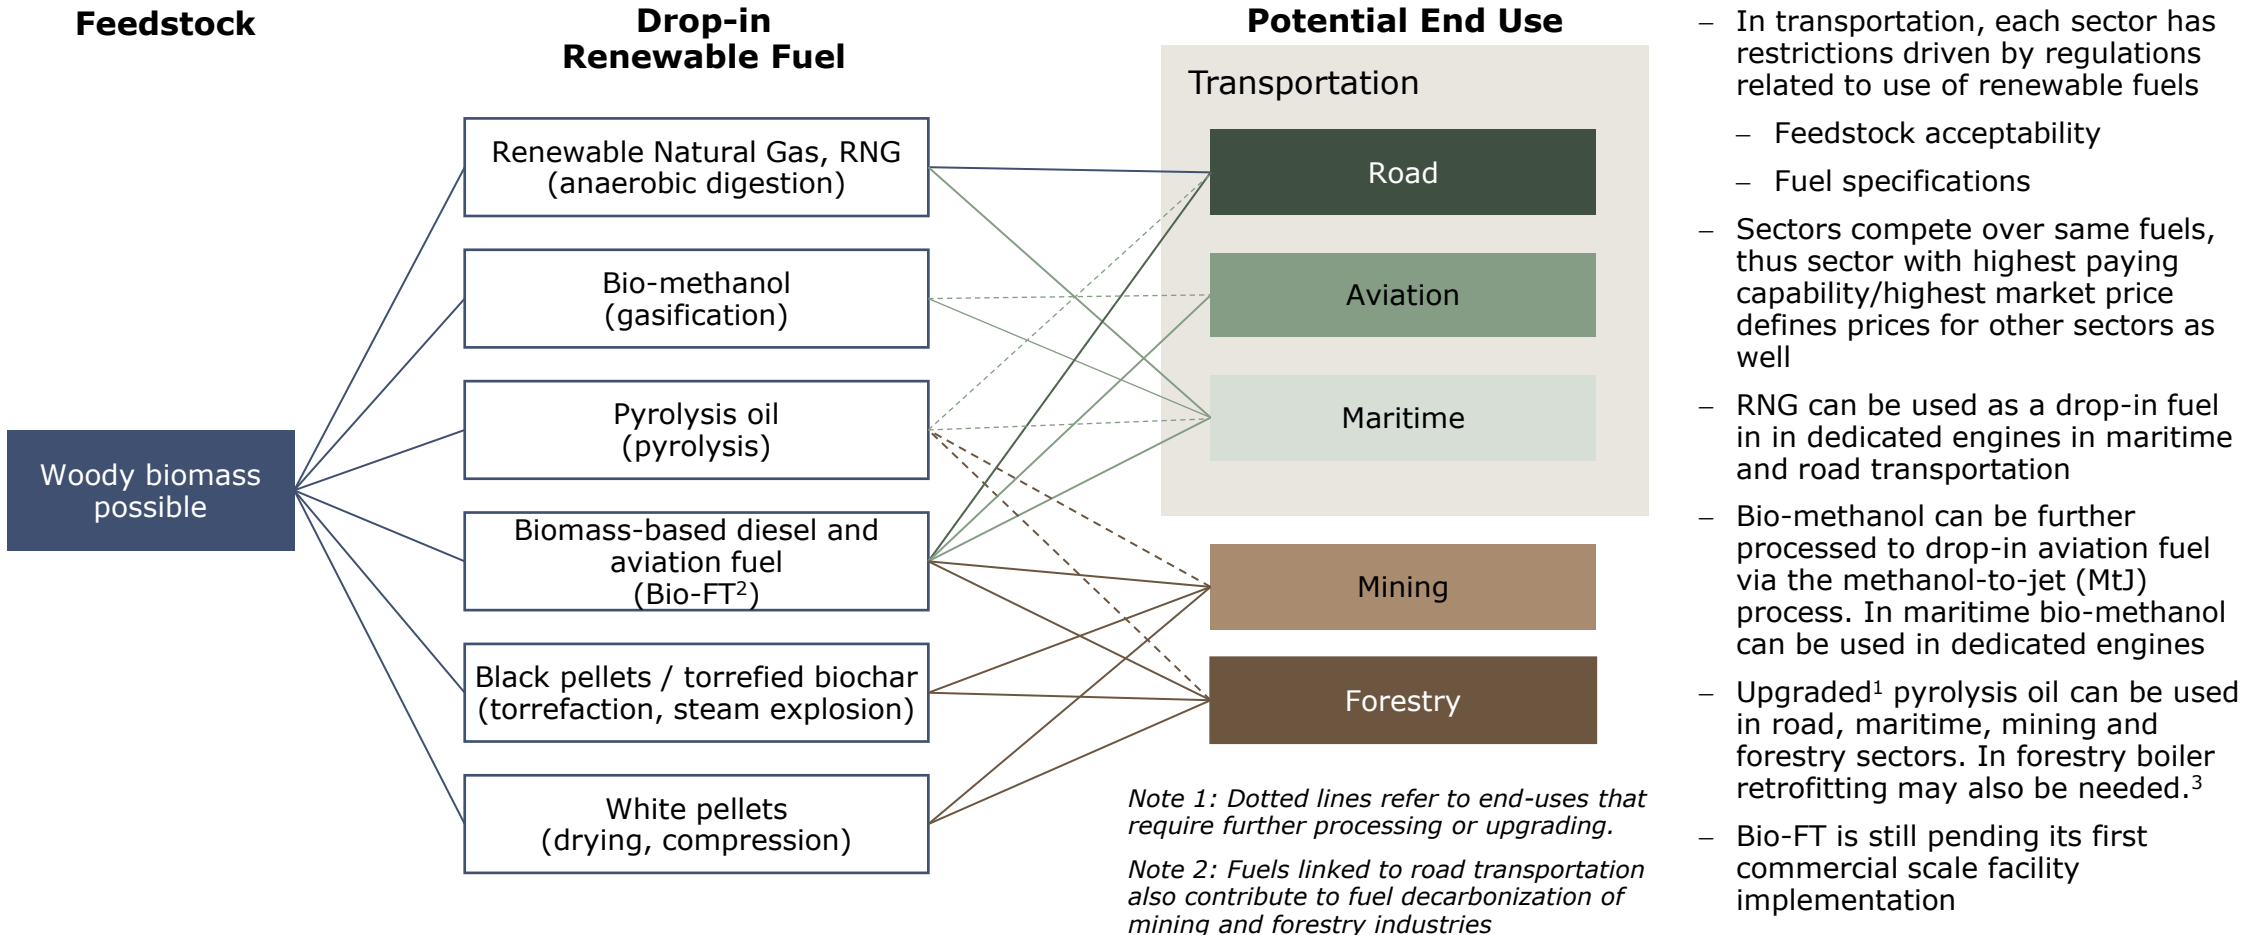 Feedstock
Drop-in
Renewable Fuel
Potential End Use
Woody biomass
possible
Renewable Natural Gas, RNG
(anaerobic digestion)
Bio-methanol
(gasification)
Pyrolysis oil
(pyrolysis)
Biomass-based diesel and
aviation fuel
(Bio-FT²)
Black pellets / torrefied biochar
(torrefaction, steam explosion)
White pellets
(drying, compression)
Transportation
Road
Aviation
Maritime
Mining
Forestry
Note 1: Dotted lines refer to end-uses that
require further processing or upgrading.
Note 2: Fuels linked to road transportation
also contribute to fuel decarbonization of
mining and forestry industries
– In transportation, each sector has
restrictions driven by regulations
related to use of renewable fuels
– Feedstock acceptability
– Fuel specifications
– Sectors compete over same fuels,
thus sector with highest paying
capability/highest market price
defines prices for other sectors as
well
– RNG can be used as a drop-in fuel
in in dedicated engines in maritime
and road transportation
– Bio-methanol can be further
processed to drop-in aviation fuel
via the methanol-to-jet (MtJ)
process. In maritime bio-methanol
can be used in dedicated engines
– Upgraded¹ pyrolysis oil can be used
in road, maritime, mining and
forestry sectors. In forestry boiler
retrofitting may also be needed.³
– Bio-FT is still pending its first
commercial scale facility
implementation